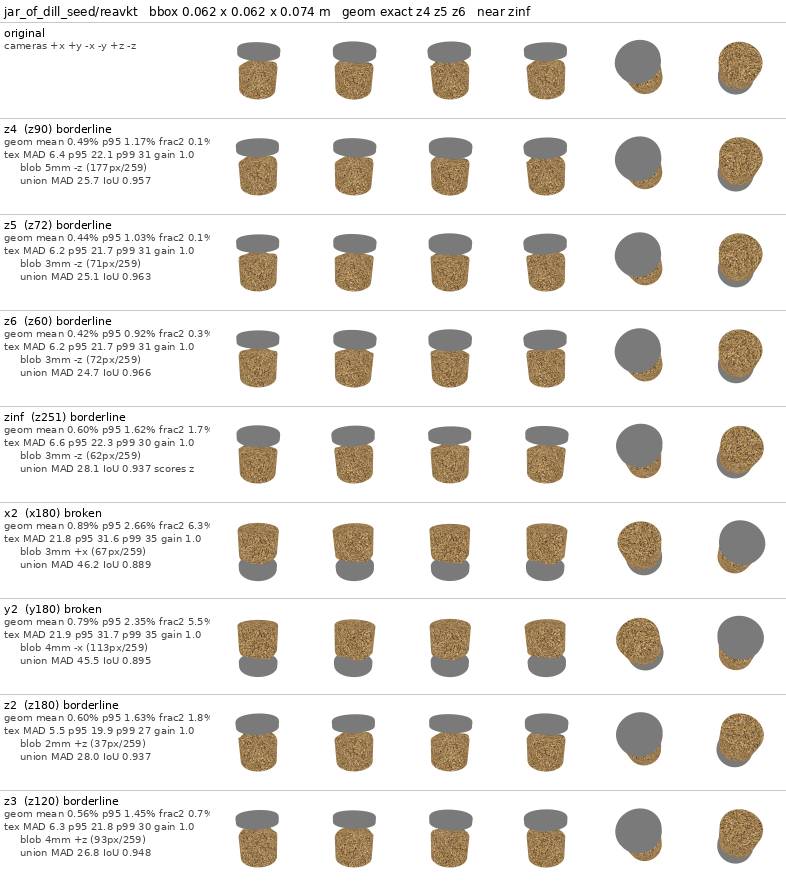 jar_of_dill_seed/reavkt bbox 0.062 x 0.062 x 0.074 m geom exact z4 z5 z6 near zinf
original
cameras +x +y -x -y +z -z
z4 (z90) borderline
geom mean 0.49% p95 1.17% frac2 0.1%
tex MAD 6.4 p95 22.1 p99 31 gain 1.0
blob 5mm -z (177px/259)
union MAD 25.7 IoU 0.957
z5 (z72) borderline
geom mean 0.44% p95 1.03% frac2 0.1%
tex MAD 6.2 p95 21.7 p99 31 gain 1.0
blob 3mm -z (71px/259)
union MAD 25.1 IoU 0.963
z6 (z60) borderline
geom mean 0.42% p95 0.92% frac2 0.3%
tex MAD 6.2 p95 21.7 p99 31 gain 1.0
blob 3mm -z (72px/259)
union MAD 24.7 IoU 0.966
zinf (z251) borderline
geom mean 0.60% p95 1.62% frac2 1.7%
tex MAD 6.6 p95 22.3 p99 30 gain 1.0
blob 3mm -z (62px/259)
union MAD 28.1 IoU 0.937 scores z
x2 (x180) broken
geom mean 0.89% p95 2.66% frac2 6.3%
tex MAD 21.8 p95 31.6 p99 35 gain 1.0
blob 3mm +x (67px/259)
union MAD 46.2 IoU 0.889
y2 (y180) broken
geom mean 0.79% p95 2.35% frac2 5.5%
tex MAD 21.9 p95 31.7 p99 35 gain 1.0
blob 4mm -x (113px/259)
union MAD 45.5 IoU 0.895
z2 (z180) borderline
geom mean 0.60% p95 1.63% frac2 1.8%
tex MAD 5.5 p95 19.9 p99 27 gain 1.0
blob 2mm +z (37px/259)
union MAD 28.0 IoU 0.937
z3 (z120) borderline
geom mean 0.56% p95 1.45% frac2 0.7%
tex MAD 6.3 p95 21.8 p99 30 gain 1.0
blob 4mm +z (93px/259)
union MAD 26.8 IoU 0.948